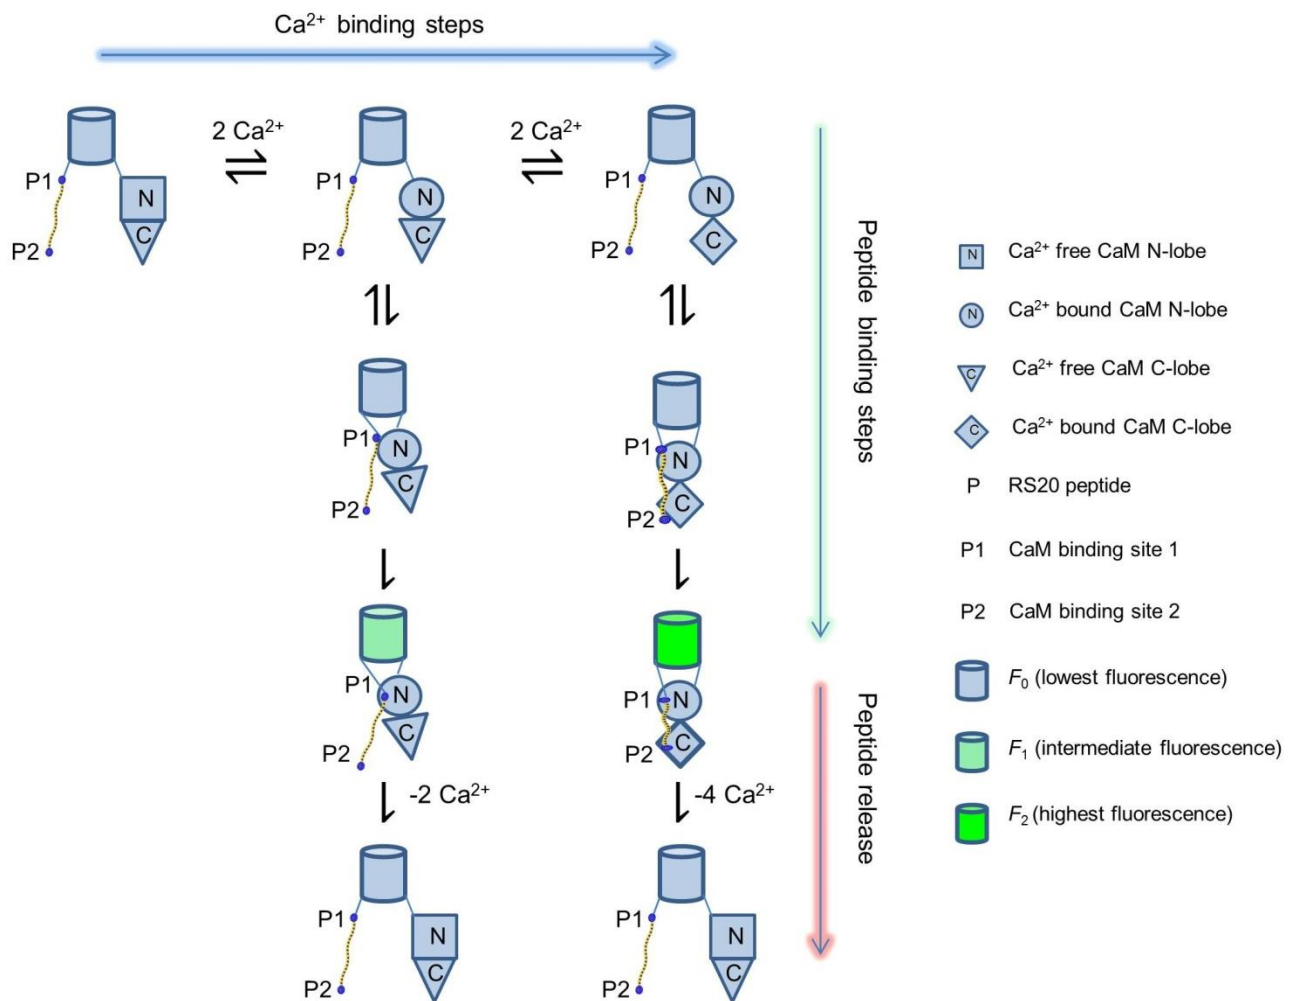 Ca²⁺ binding steps
2 Ca²⁺
2 Ca²⁺
P1
N
C
P2
P1
N
C
P2
P1
N
C
P2
P1
N
C
P2
P1
N
C
P2
P1
N
C
P2
P1
N
C
P2
-2 Ca²⁺
-4 Ca²⁺
P1
N
C
P2
P1
N
C
P2
Peptide binding steps
Peptide release
N Ca²⁺ free CaM N-lobe
N Ca²⁺ bound CaM N-lobe
C Ca²⁺ free CaM C-lobe
C Ca²⁺ bound CaM C-lobe
P RS20 peptide
P1 CaM binding site 1
P2 CaM binding site 2
F₀ (lowest fluorescence)
F₁ (intermediate fluorescence)
F₂ (highest fluorescence)